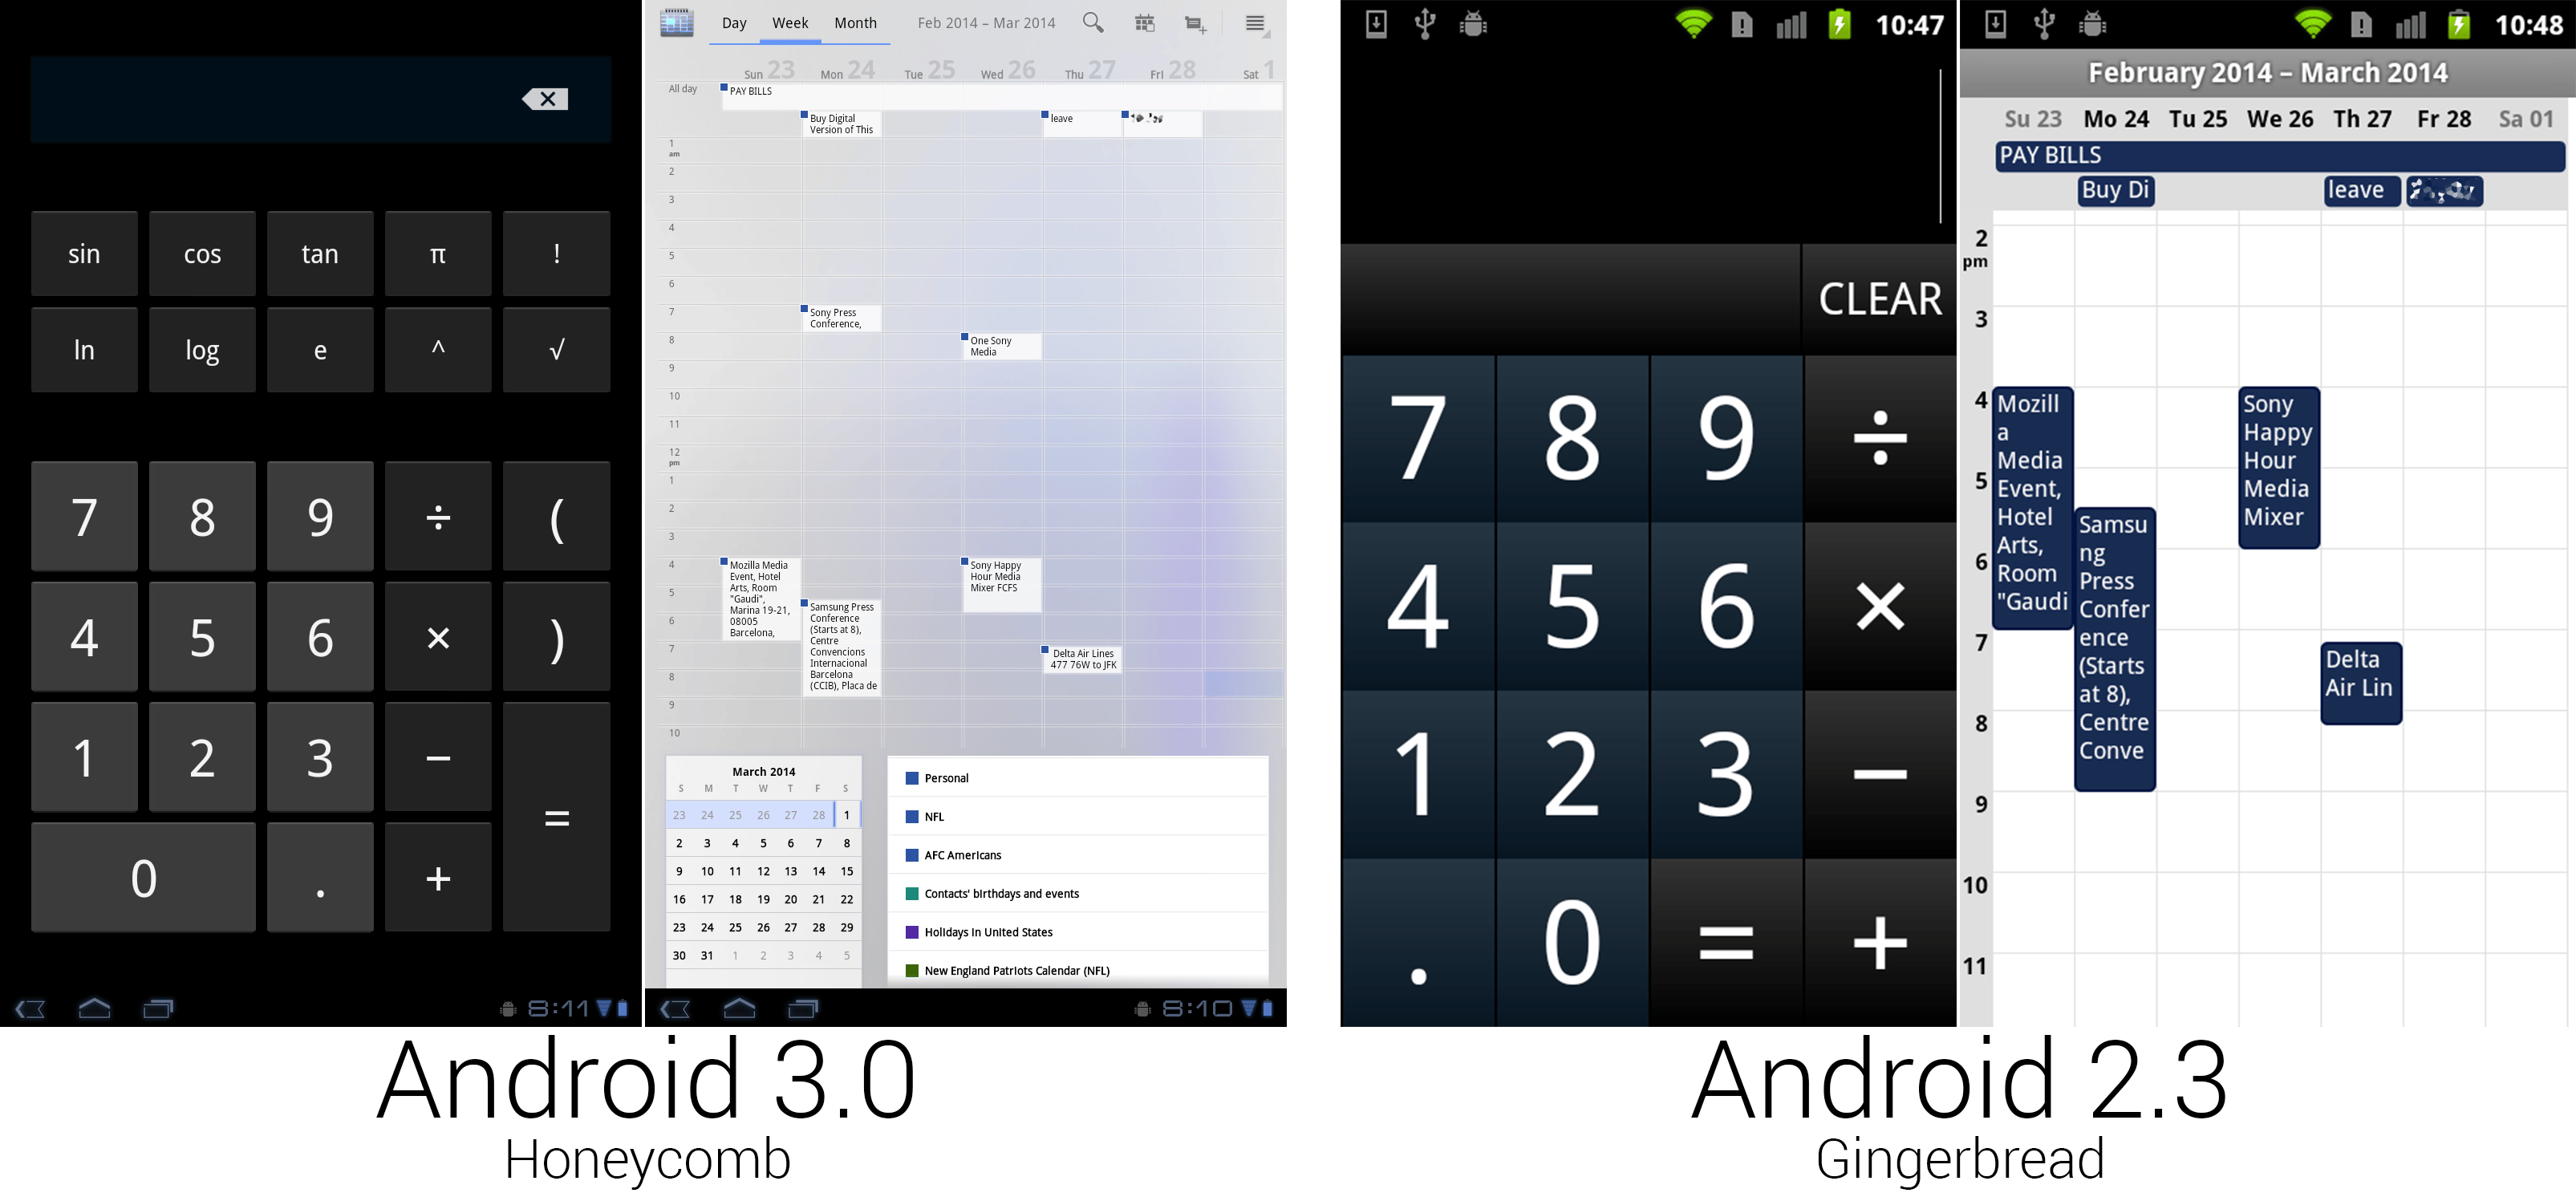 sin cos tan π !
ln log e ^ √
7 8 9 ÷ (
4 5 6 × )
1 2 3 −
=
0 . +
8:11
Day Week Month Feb 2014 – Mar 2014
Sun 23 Mon 24 Tue 25 Wed 26 Thu 27 Fri 28 Sat 1
All day
PAY BILLS
Buy Digital
Version of This
leave
1
am
2
3
4
5
6
7
Sony Press
Conference,
8
One Sony
Media
9
10
11
12
pm
1
2
3
4
Mozilla Media
Event, Hotel
Arts, Room
"Gaudi",
Marina 19-21,
08005
Barcelona,
Sony Happy
Hour Media
Mixer FCFS
5
Samsung Press
Conference
(Starts at 8),
Centre
Convencions
Internacional
Barcelona
(CCIB), Placa de
6
7
Delta Air Lines
477 76W to JFK
8
9
10
March 2014
S M T W T F S
23 24 25 26 27 28 1
2 3 4 5 6 7 8
9 10 11 12 13 14 15
16 17 18 19 20 21 22
23 24 25 26 27 28 29
30 31 1 2 3 4 5
Personal
NFL
AFC Americans
Contacts' birthdays and events
Holidays in United States
New England Patriots Calendar (NFL)
8:10
Android 3.0
Honeycomb
10:47
CLEAR
7 8 9 ÷
4 5 6 ×
1 2 3 −
. 0 = +
10:48
February 2014 – March 2014
Su 23 Mo 24 Tu 25 We 26 Th 27 Fr 28 Sa 01
PAY BILLS
Buy Di
leave
2
pm
3
4
Mozill
a
Media
Event,
Hotel
Arts,
Room
"Gaudi
Sony
Happy
Hour
Media
Mixer
5
Samsu
ng
Press
Confer
ence
(Starts
at 8),
Centre
Conve
6
7
Delta
Air Lin
8
9
10
11
Android 2.3
Gingerbread